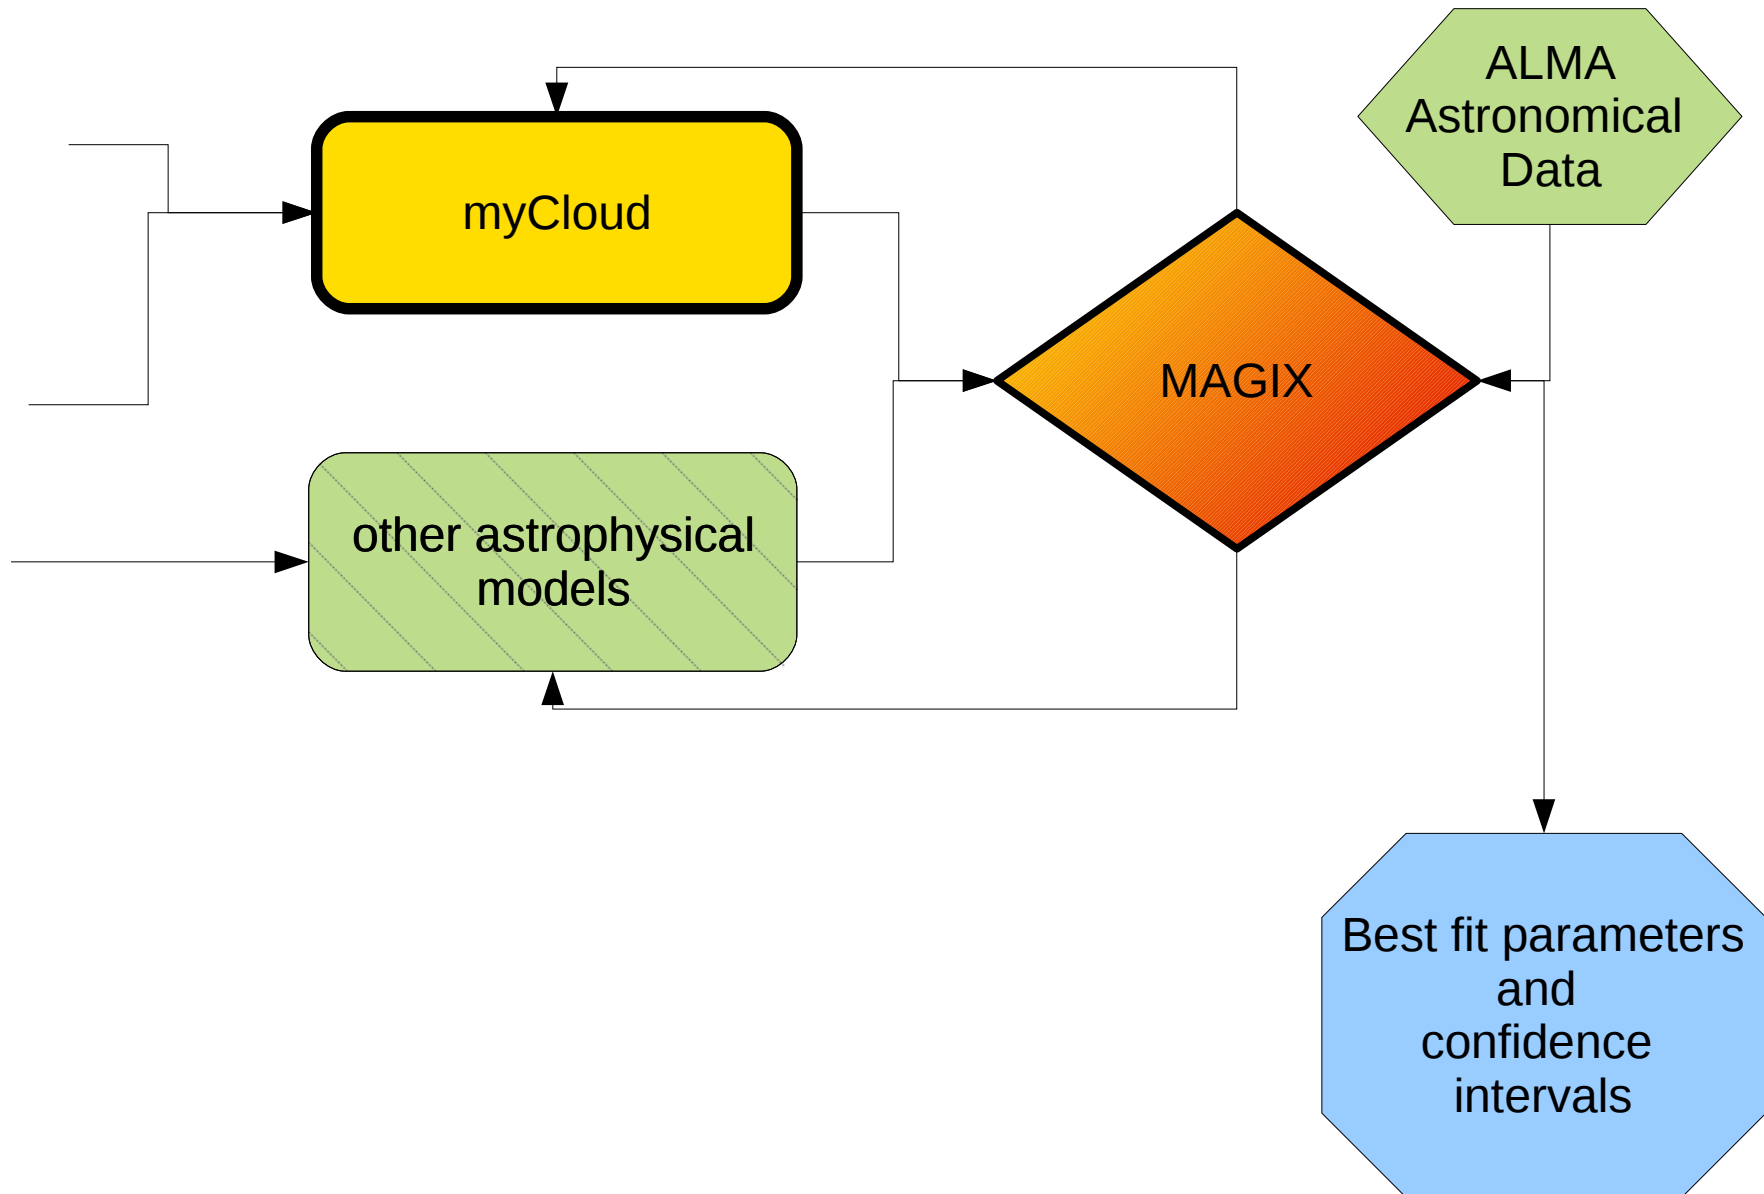 ALMA
Astronomical
Data
myCloud
MAGIX
other astrophysical
models
Best fit parameters
and
confidence
intervals